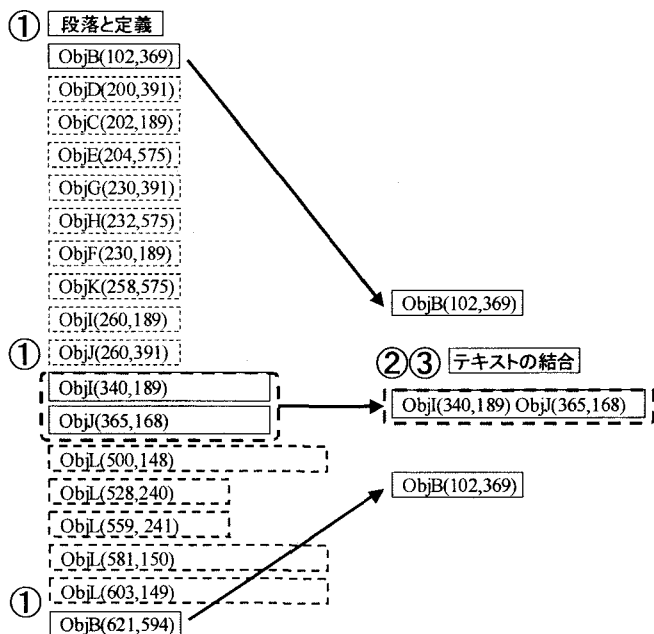 ① 段落と定義
ObjB(102,369)
ObjD(200,391)
ObjC(202,189)
ObjE(204,575)
ObjG(230,391)
ObjH(232,575)
ObjF(230,189)
ObjK(258,575)
ObjI(260,189)
① ObjJ(260,391)
ObjI(340,189)
ObjJ(365,168)
ObjL(500,148)
ObjL(528,240)
ObjL(559, 241)
ObjL(581,150)
① ObjL(603,149)
ObjB(621,594)
ObjB(102,369)
②③ テキストの結合
ObjI(340,189) ObjJ(365,168)
ObjB(102,369)